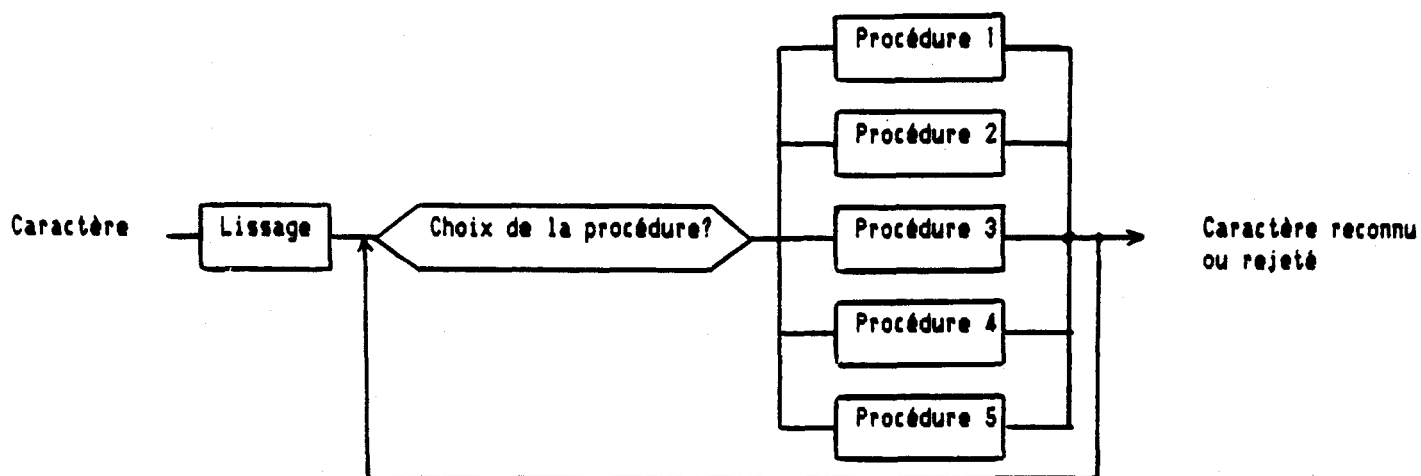 Procédure 1
Procédure 2
Caractère
Lissage
Choix de la procédure?
Procédure 3
Caractère reconnu
ou rejeté
Procédure 4
Procédure 5